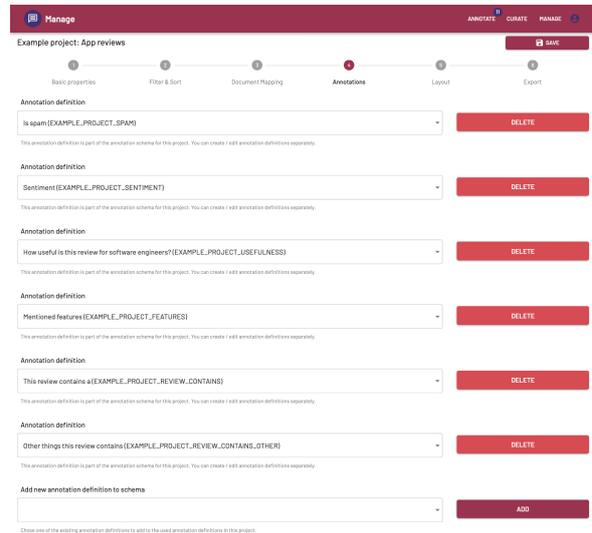 Manage
ANNOTATE 11 CURATE MANAGE
Example project: App reviews
SAVE
1 2 3 4 5 6
Basic properties Filter & Sort Document Mapping Annotations Layout Export
Annotation definition
Is spam (EXAMPLE_PROJECT_SPAM)
DELETE
This annotation definition is part of the annotation schema for this project. You can create / edit annotation definitions separately.
Annotation definition
Sentiment (EXAMPLE_PROJECT_SENTIMENT)
DELETE
This annotation definition is part of the annotation schema for this project. You can create / edit annotation definitions separately.
Annotation definition
How useful is this review for software engineers? (EXAMPLE_PROJECT_USEFULNESS)
DELETE
This annotation definition is part of the annotation schema for this project. You can create / edit annotation definitions separately.
Annotation definition
Mentioned features (EXAMPLE_PROJECT_FEATURES)
DELETE
This annotation definition is part of the annotation schema for this project. You can create / edit annotation definitions separately.
Annotation definition
This review contains a (EXAMPLE_PROJECT_REVIEW_CONTAINS)
DELETE
This annotation definition is part of the annotation schema for this project. You can create / edit annotation definitions separately.
Annotation definition
Other things this review contains (EXAMPLE_PROJECT_REVIEW_CONTAINS_OTHER)
DELETE
This annotation definition is part of the annotation schema for this project. You can create / edit annotation definitions separately.
Add new annotation definition to schema
ADD
Chose one of the existing annotation definitions to add to the used annotation definitions in this project.